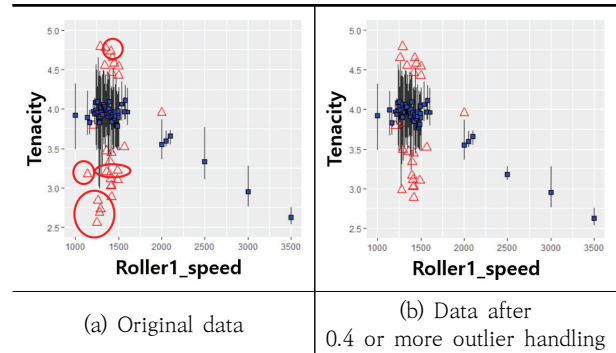 5.0
4.5
4.0
3.5
3.0
2.5
Tenacity
1000 1500 2000 2500 3000 3500
Roller1_speed
(a) Original data
5.0
4.5
4.0
3.5
3.0
2.5
Tenacity
1000 1500 2000 2500 3000 3500
Roller1_speed
(b) Data after
0.4 or more outlier handling